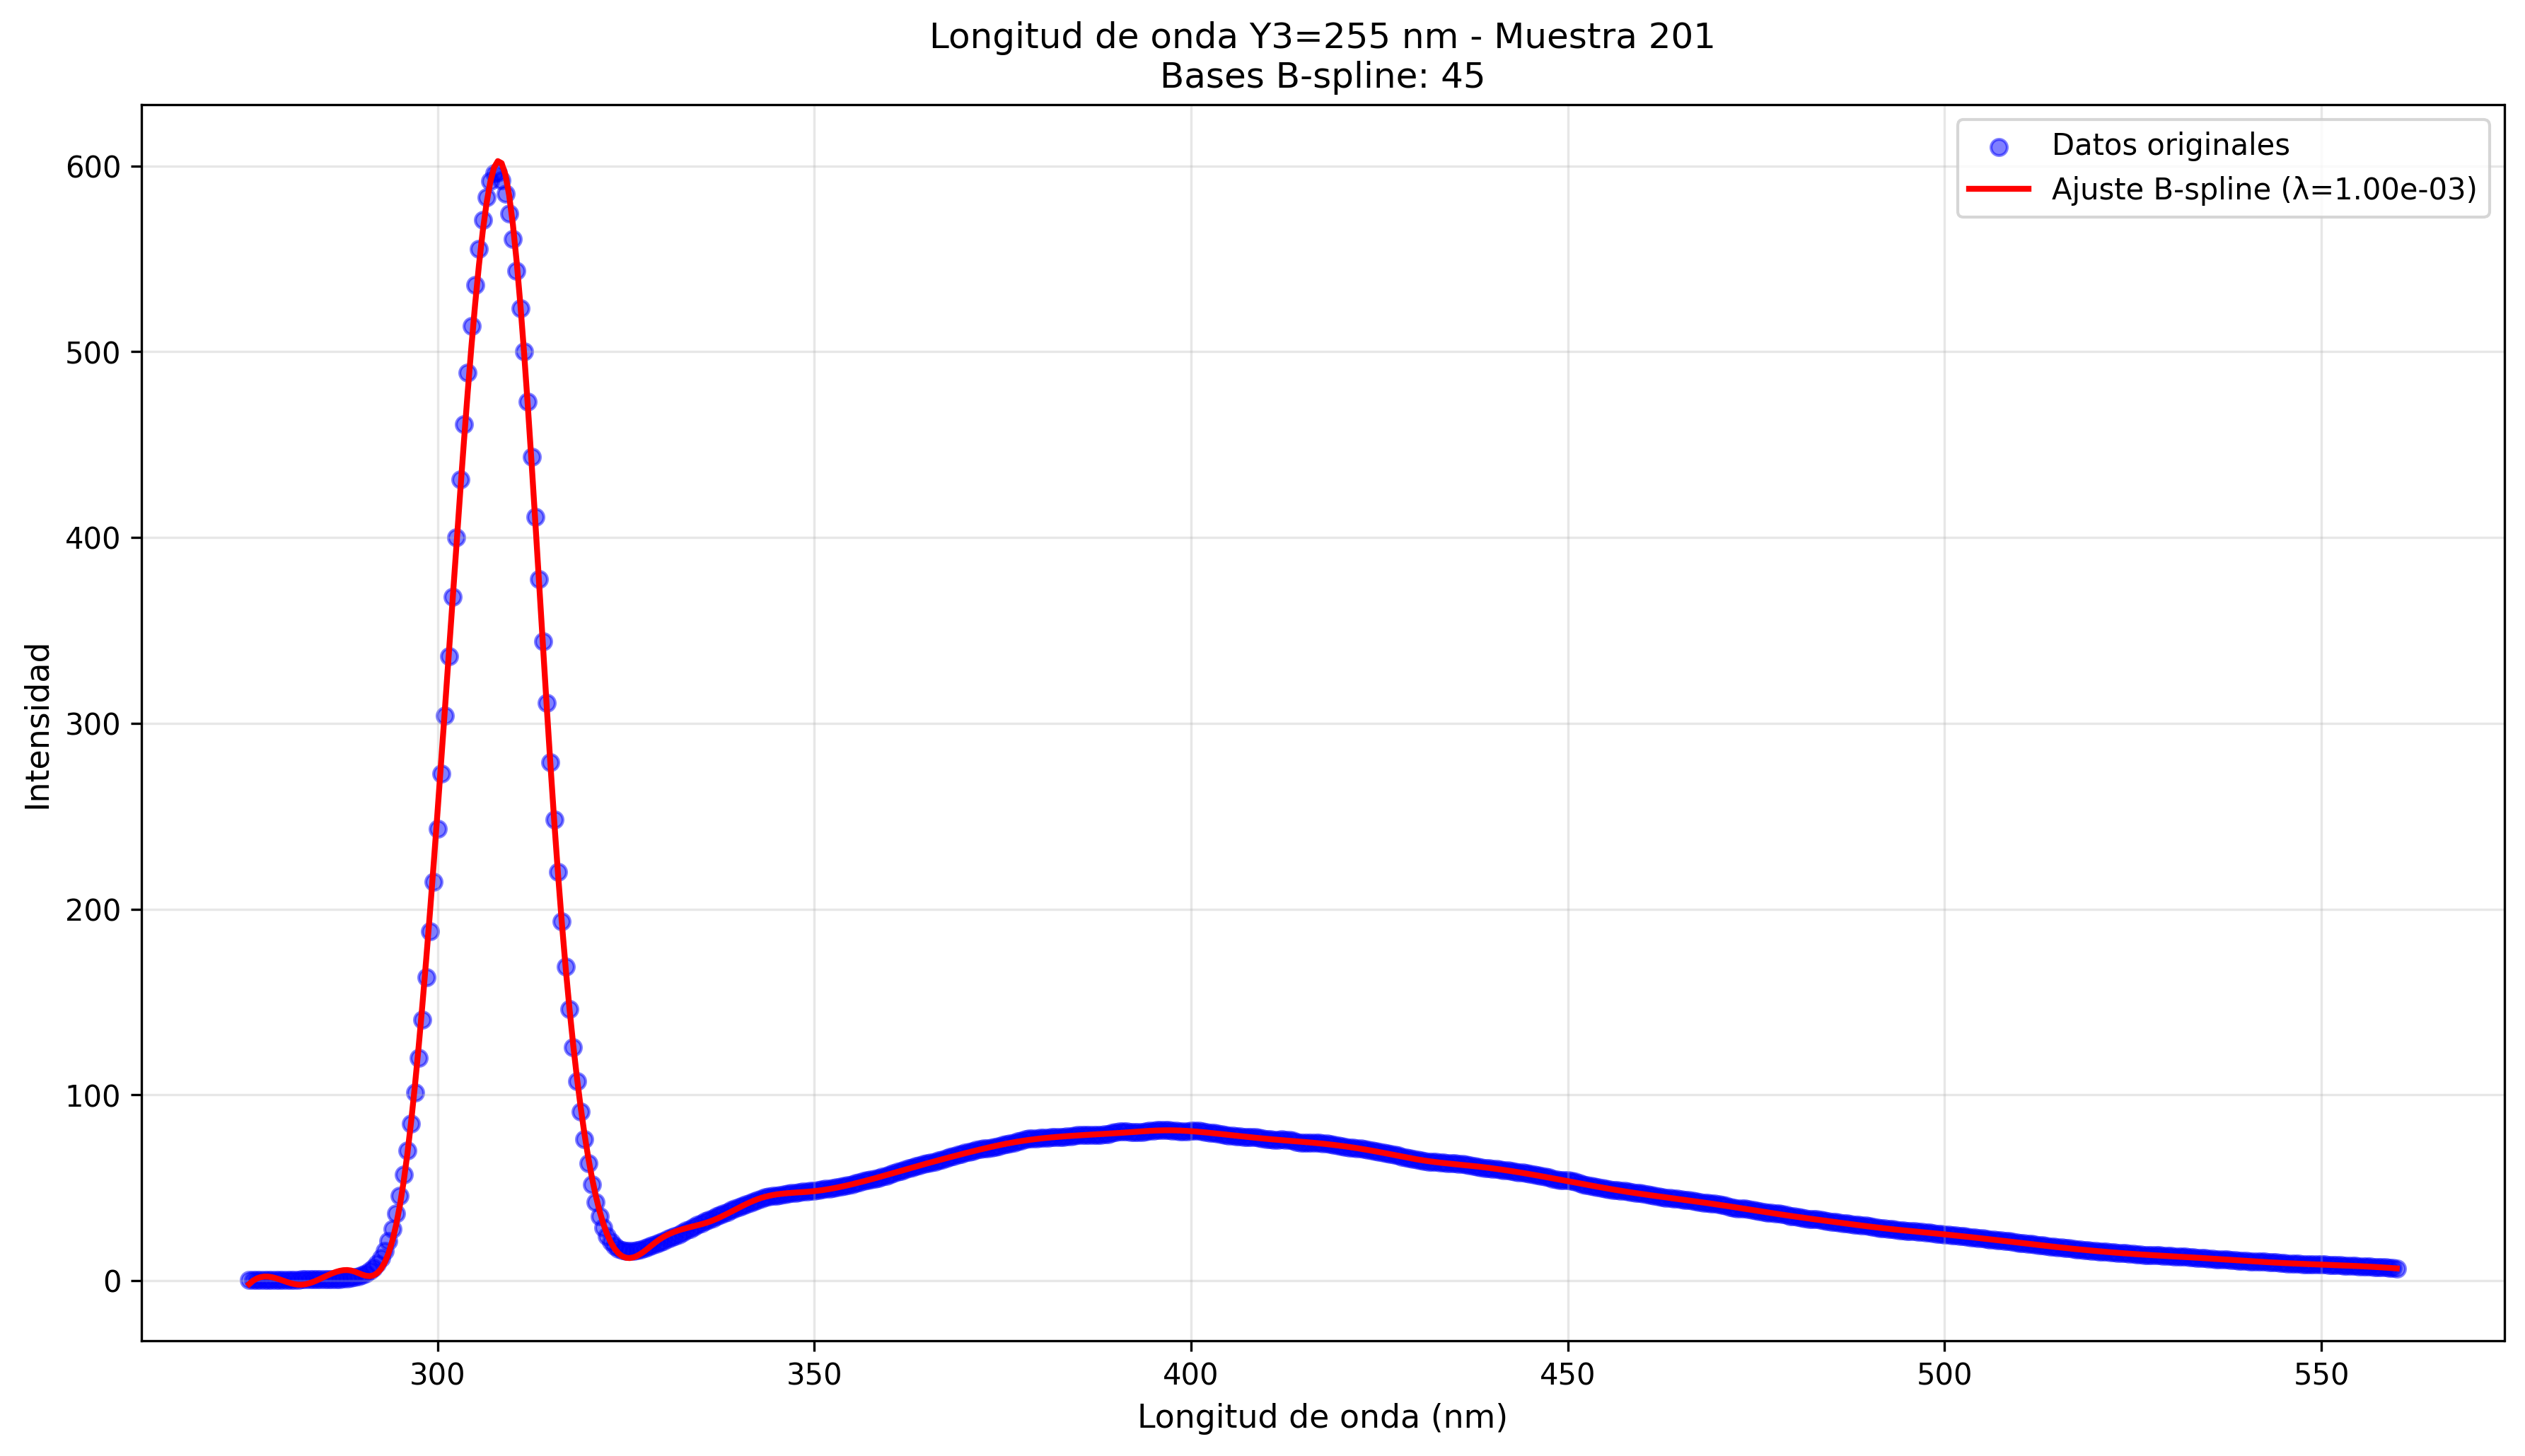 Longitud de onda Y3=255 nm - Muestra 201
Bases B-spline: 45
Datos originales
Ajuste B-spline (λ=1.00e-03)
600
500
400
300
200
100
0
Intensidad
300 350 400 450 500 550
Longitud de onda (nm)